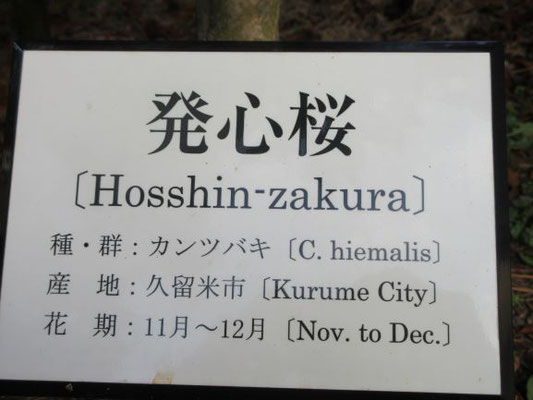 発心桜
〔Hosshin-zakura〕
種・群：カンツバキ〔C. hiemalis〕
産　地：久留米市〔Kurume City〕
花　期：11月～12月〔Nov. to Dec.〕